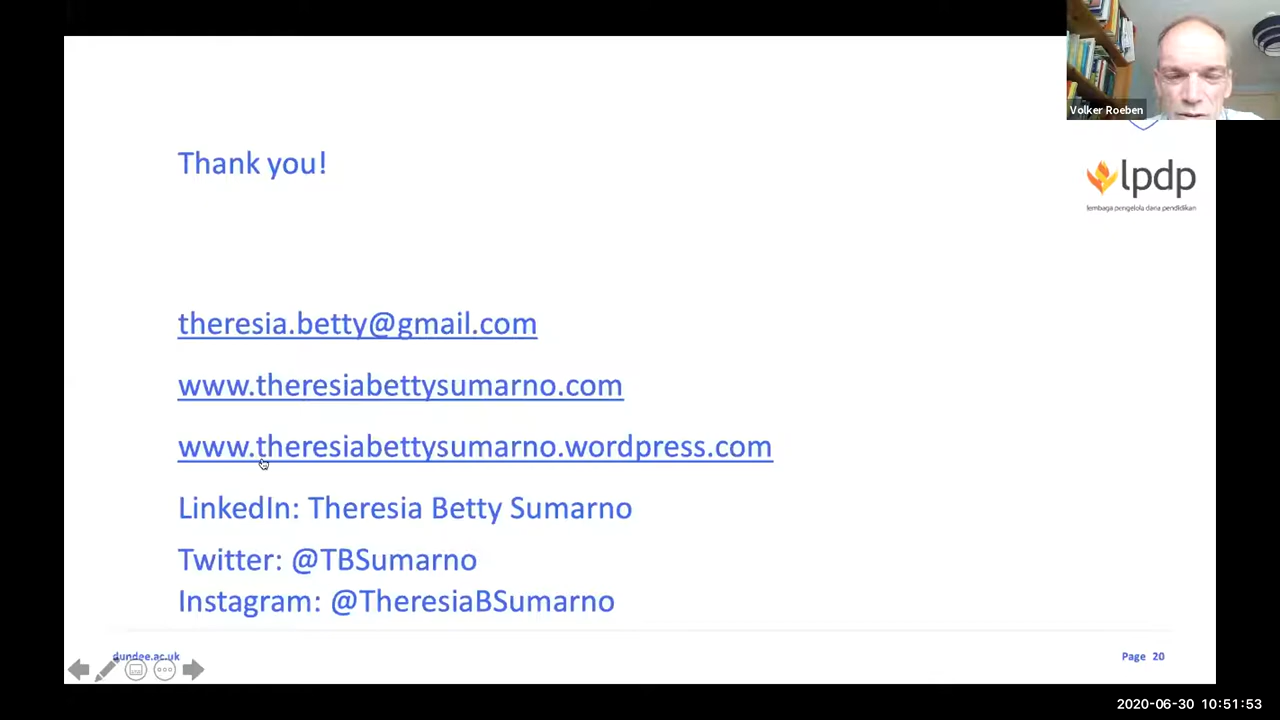 Volker Roeben
Thank you!
lpdp
lembaga pengelola dana pendidikan
theresia.betty@gmail.com
www.theresiabettysumarno.com
www.theresiabettysumarno.wordpress.com
LinkedIn: Theresia Betty Sumarno
Twitter: @TBSumarno
Instagram: @TheresiaBSumarno
dundee.ac.uk
Page 20
2020-06-30 10:51:53